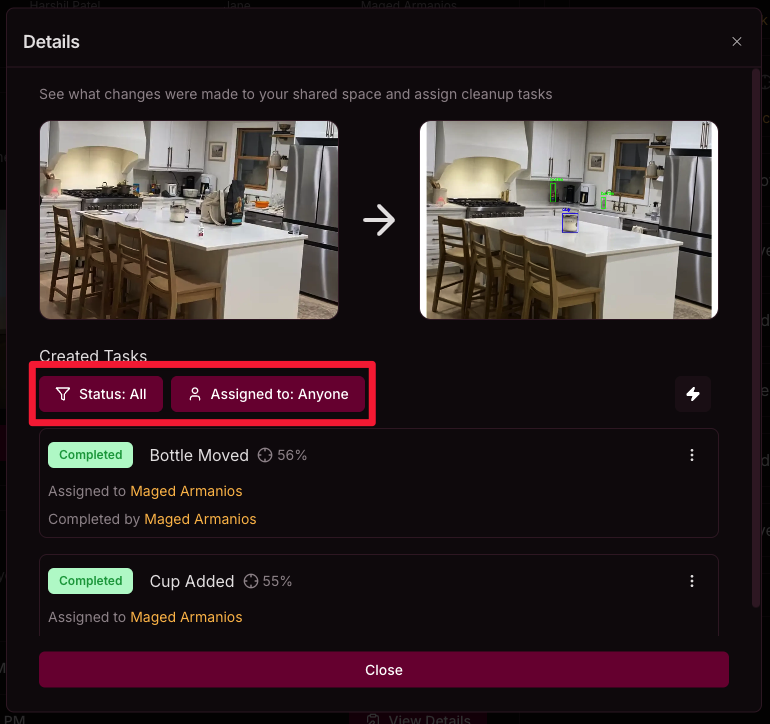 Harshil Patel Jane Maged Armanios
Details
See what changes were made to your shared space and assign cleanup tasks
Created Tasks
Status: All Assigned to: Anyone
Completed Bottle Moved 56%
Assigned to Maged Armanios
Completed by Maged Armanios
Completed Cup Added 55%
Assigned to Maged Armanios
Close
PM View Details